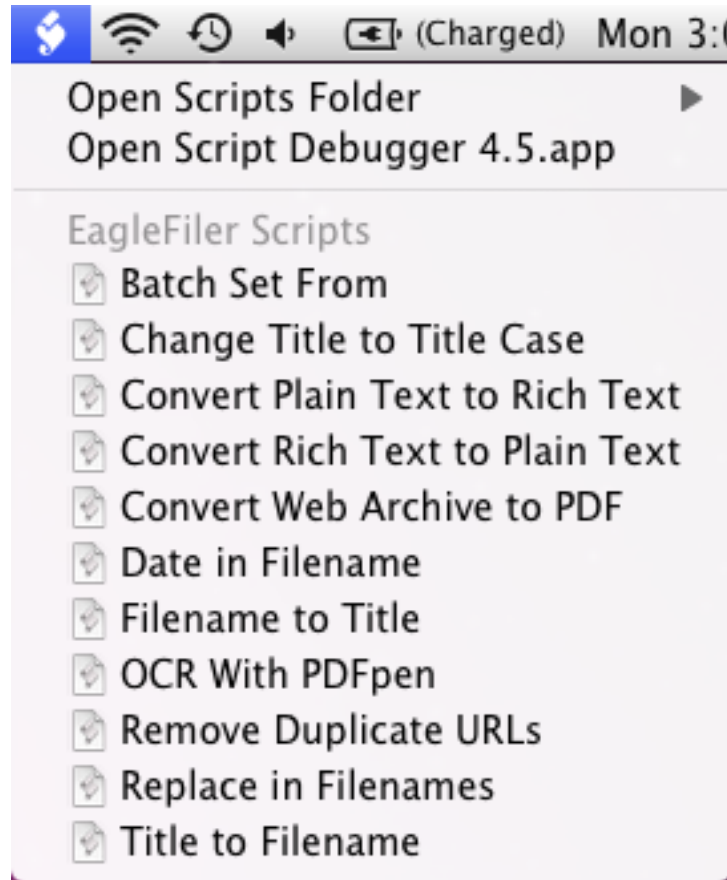 (Charged) Mon 3:
Open Scripts Folder
Open Script Debugger 4.5.app
EagleFiler Scripts
Batch Set From
Change Title to Title Case
Convert Plain Text to Rich Text
Convert Rich Text to Plain Text
Convert Web Archive to PDF
Date in Filename
Filename to Title
OCR With PDFpen
Remove Duplicate URLs
Replace in Filenames
Title to Filename